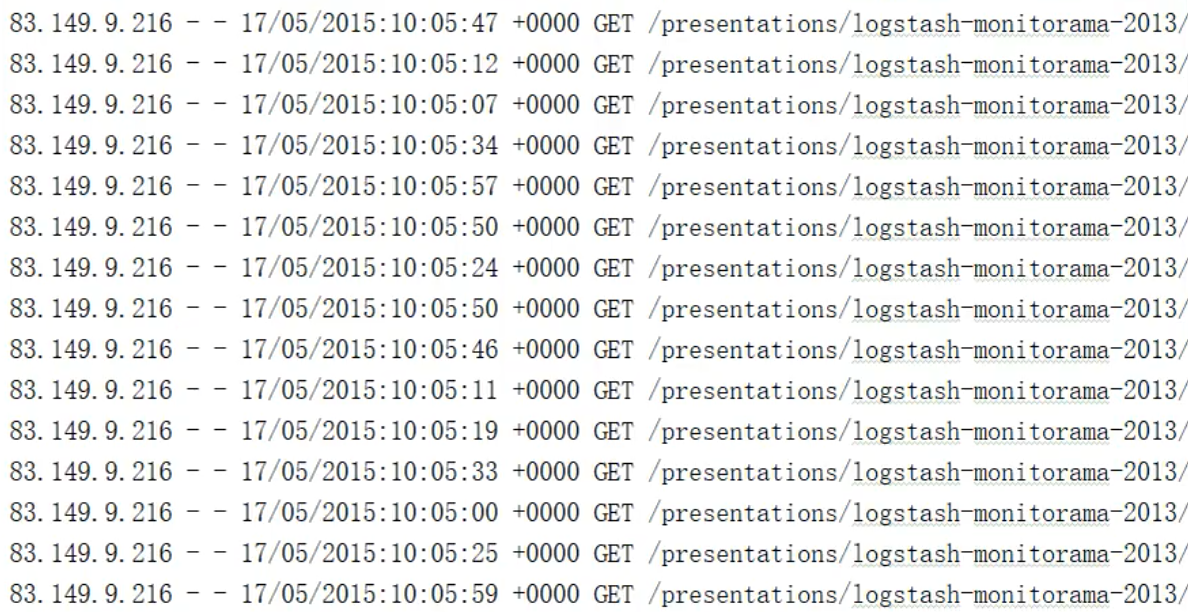 83.149.9.216 - - 17/05/2015:10:05:47 +0000 GET /presentations/logstash-monitorama-2013/
83.149.9.216 - - 17/05/2015:10:05:12 +0000 GET /presentations/logstash-monitorama-2013/
83.149.9.216 - - 17/05/2015:10:05:07 +0000 GET /presentations/logstash-monitorama-2013/
83.149.9.216 - - 17/05/2015:10:05:34 +0000 GET /presentations/logstash-monitorama-2013/
83.149.9.216 - - 17/05/2015:10:05:57 +0000 GET /presentations/logstash-monitorama-2013/
83.149.9.216 - - 17/05/2015:10:05:50 +0000 GET /presentations/logstash-monitorama-2013/
83.149.9.216 - - 17/05/2015:10:05:24 +0000 GET /presentations/logstash-monitorama-2013/
83.149.9.216 - - 17/05/2015:10:05:50 +0000 GET /presentations/logstash-monitorama-2013/
83.149.9.216 - - 17/05/2015:10:05:46 +0000 GET /presentations/logstash-monitorama-2013/
83.149.9.216 - - 17/05/2015:10:05:11 +0000 GET /presentations/logstash-monitorama-2013/
83.149.9.216 - - 17/05/2015:10:05:19 +0000 GET /presentations/logstash-monitorama-2013/
83.149.9.216 - - 17/05/2015:10:05:33 +0000 GET /presentations/logstash-monitorama-2013/
83.149.9.216 - - 17/05/2015:10:05:00 +0000 GET /presentations/logstash-monitorama-2013/
83.149.9.216 - - 17/05/2015:10:05:25 +0000 GET /presentations/logstash-monitorama-2013/
83.149.9.216 - - 17/05/2015:10:05:59 +0000 GET /presentations/logstash-monitorama-2013/